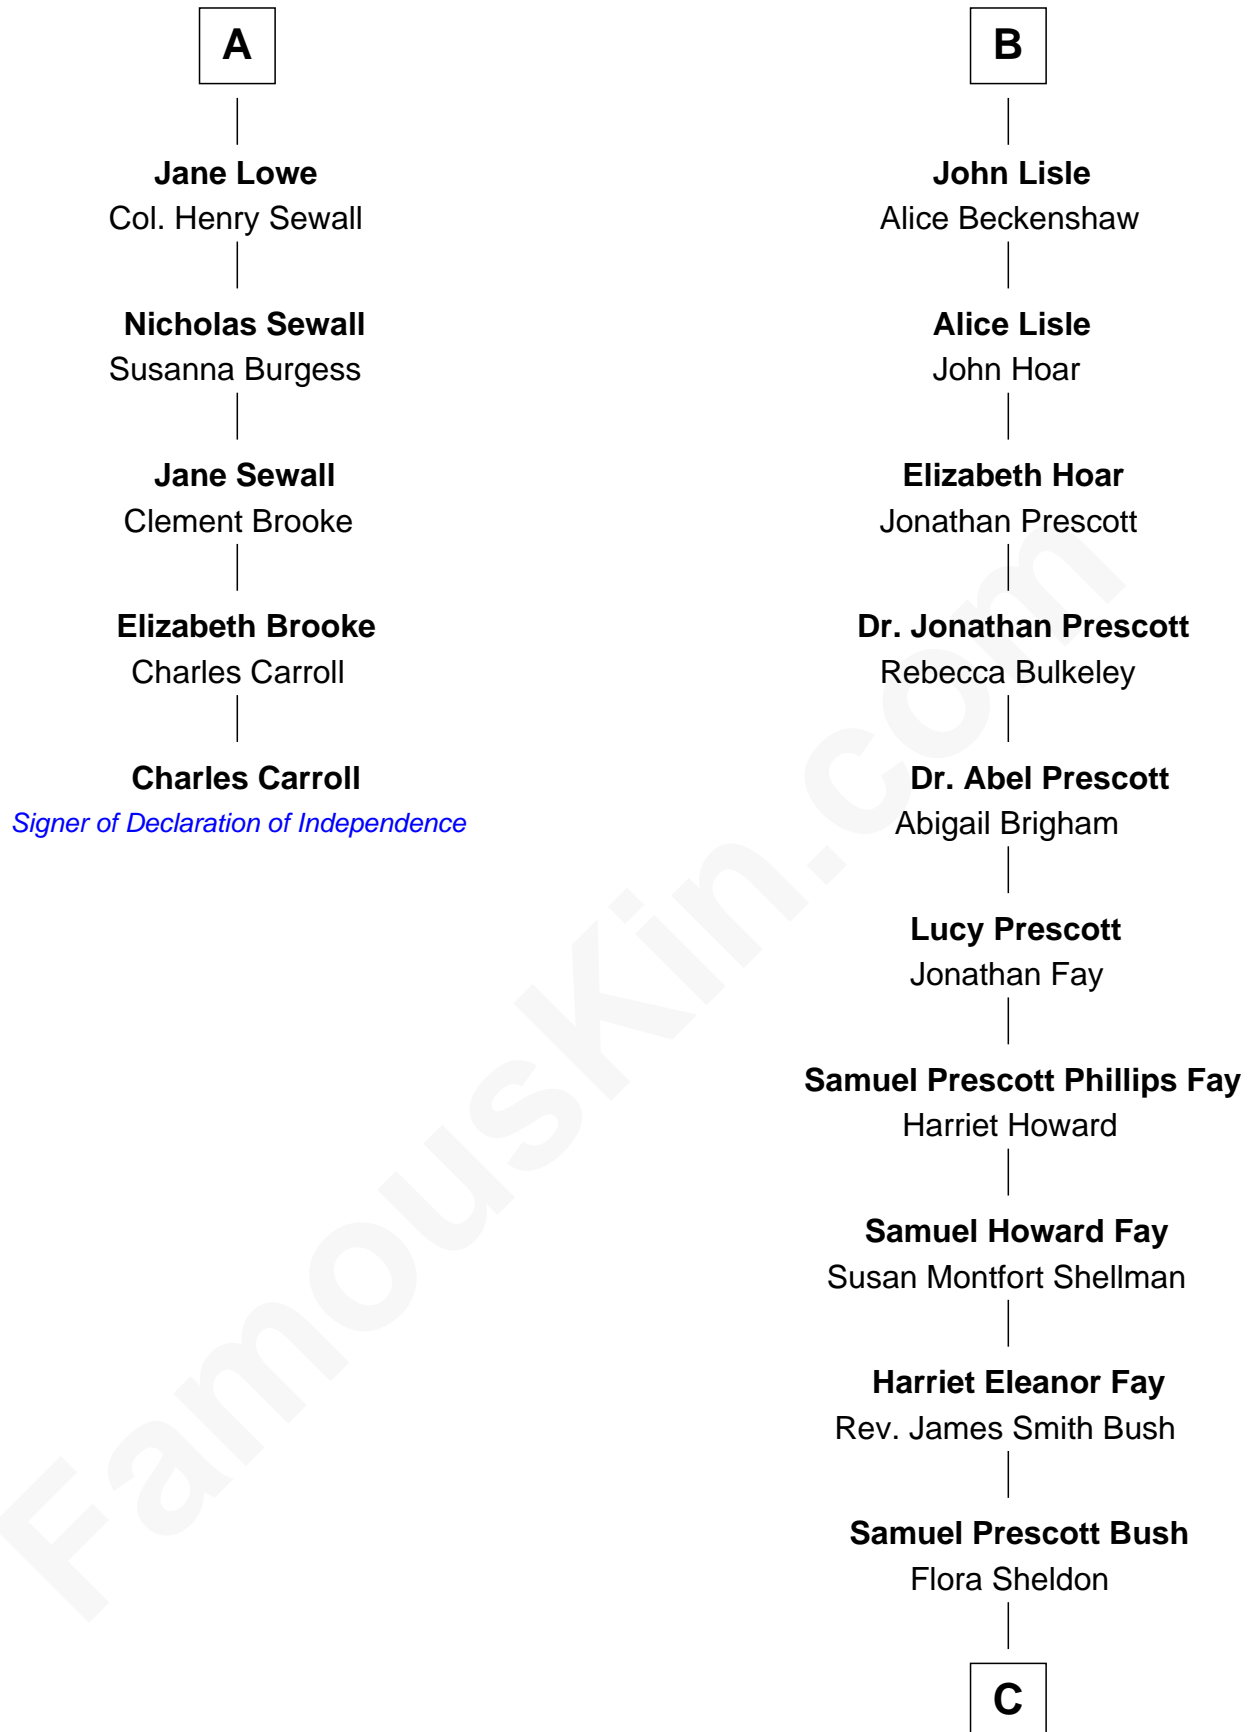 A
Jane Lowe
Col. Henry Sewall
Nicholas Sewall
Susanna Burgess
Jane Sewall
Clement Brooke
Elizabeth Brooke
Charles Carroll
Charles Carroll
Signer of Declaration of Independence
B
John Lisle
Alice Beckenshaw
Alice Lisle
John Hoar
Elizabeth Hoar
Jonathan Prescott
Dr. Jonathan Prescott
Rebecca Bulkeley
Dr. Abel Prescott
Abigail Brigham
Lucy Prescott
Jonathan Fay
Samuel Prescott Phillips Fay
Harriet Howard
Samuel Howard Fay
Susan Montfort Shellman
Harriet Eleanor Fay
Rev. James Smith Bush
Samuel Prescott Bush
Flora Sheldon
C
FamousKin.com